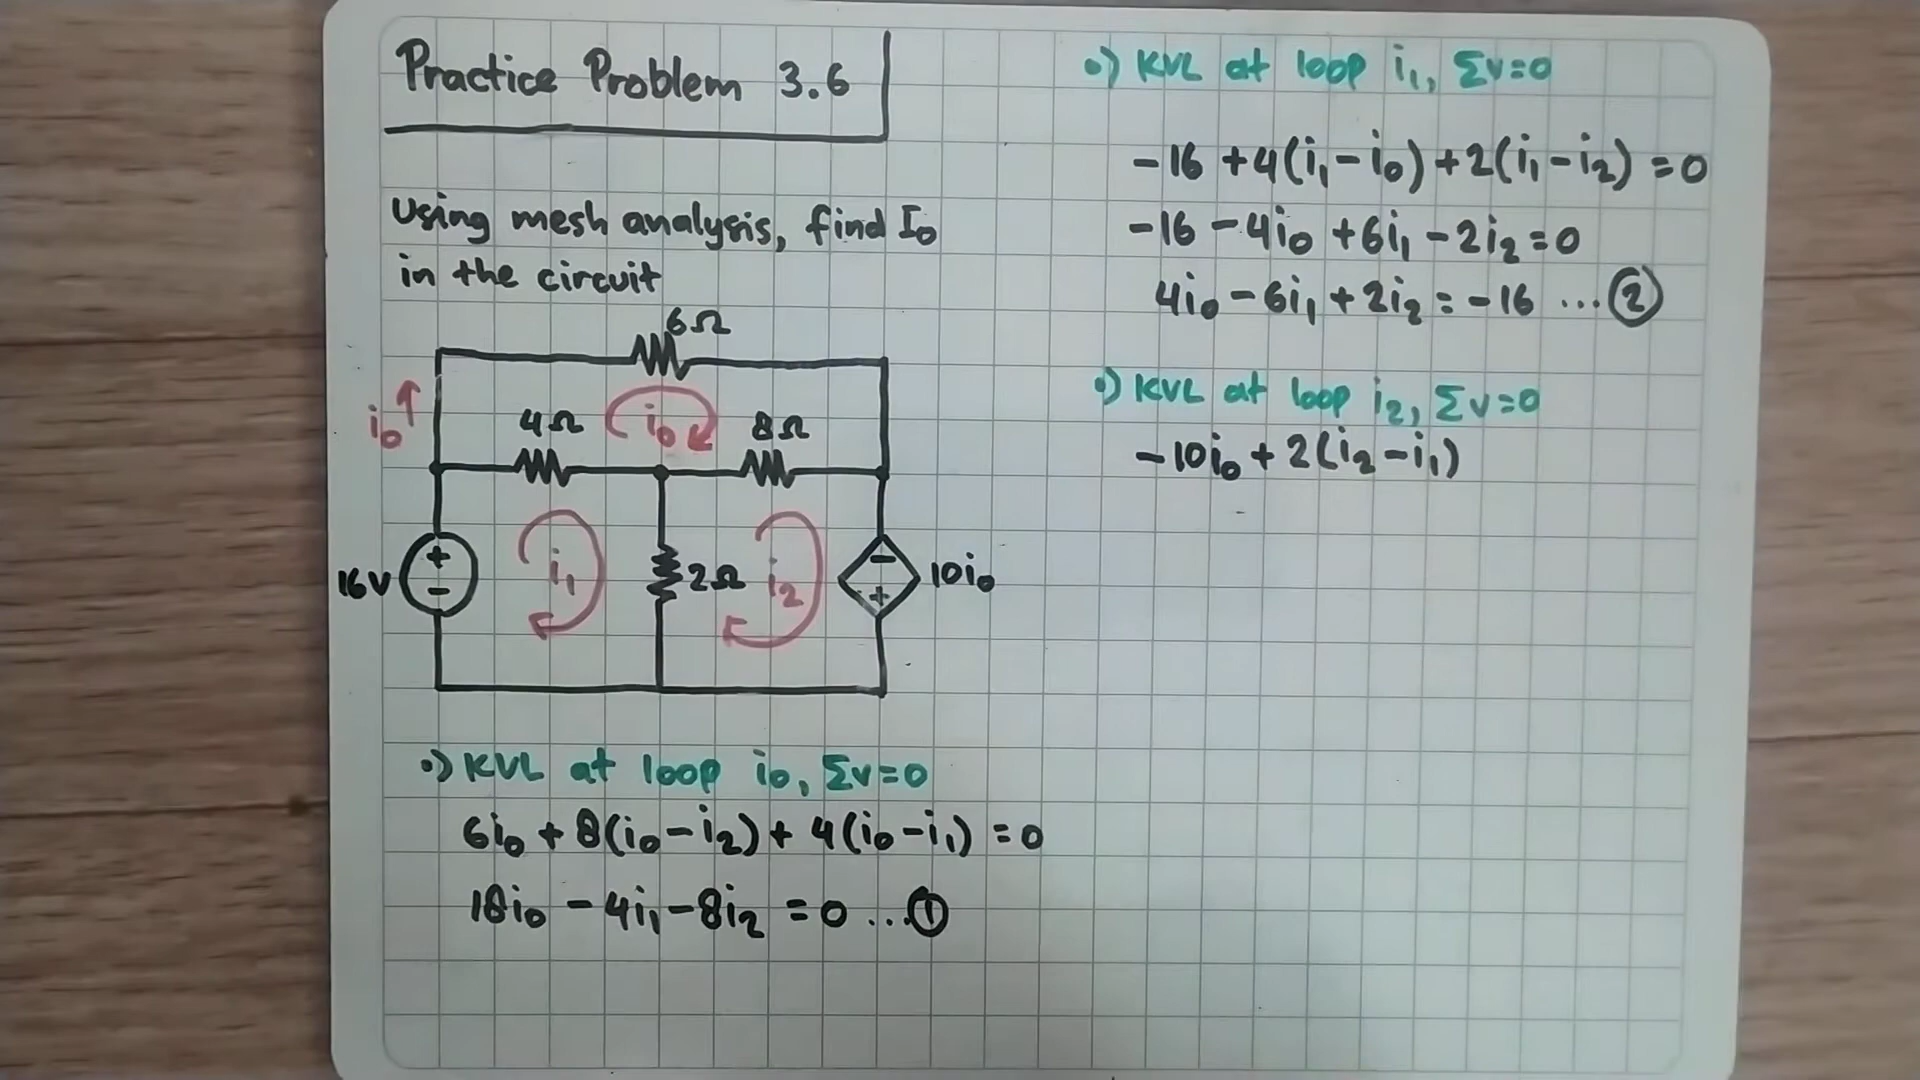 Practice Problem 3.6
Using mesh analysis, find I₀
in the circuit
6Ω
i₀
4Ω
i₀
8Ω
+
-
16V
i₁
2Ω
i₂
-
+
10i₀
•) KVL at loop i₀, Σv=0
6i₀ + 8(i₀-i₂) + 4(i₀-i₁) = 0
18i₀ - 4i₁ - 8i₂ = 0 ...①
•) KVL at loop i₁, Σv=0
-16 + 4(i₁-i₀) + 2(i₁-i₂) = 0
-16 - 4i₀ + 6i₁ - 2i₂ = 0
4i₀ - 6i₁ + 2i₂ = -16 ...②
•) KVL at loop i₂, Σv=0
-10i₀ + 2(i₂-i₁)